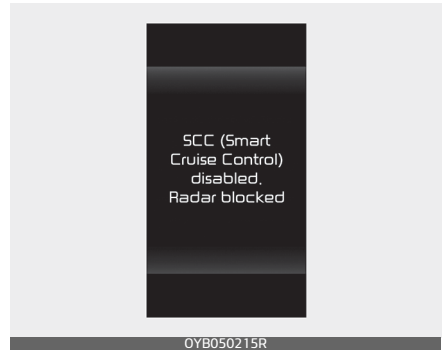 SCC (Smart
Cruise Control)
disabled,
Radar blocked
OYB050215R